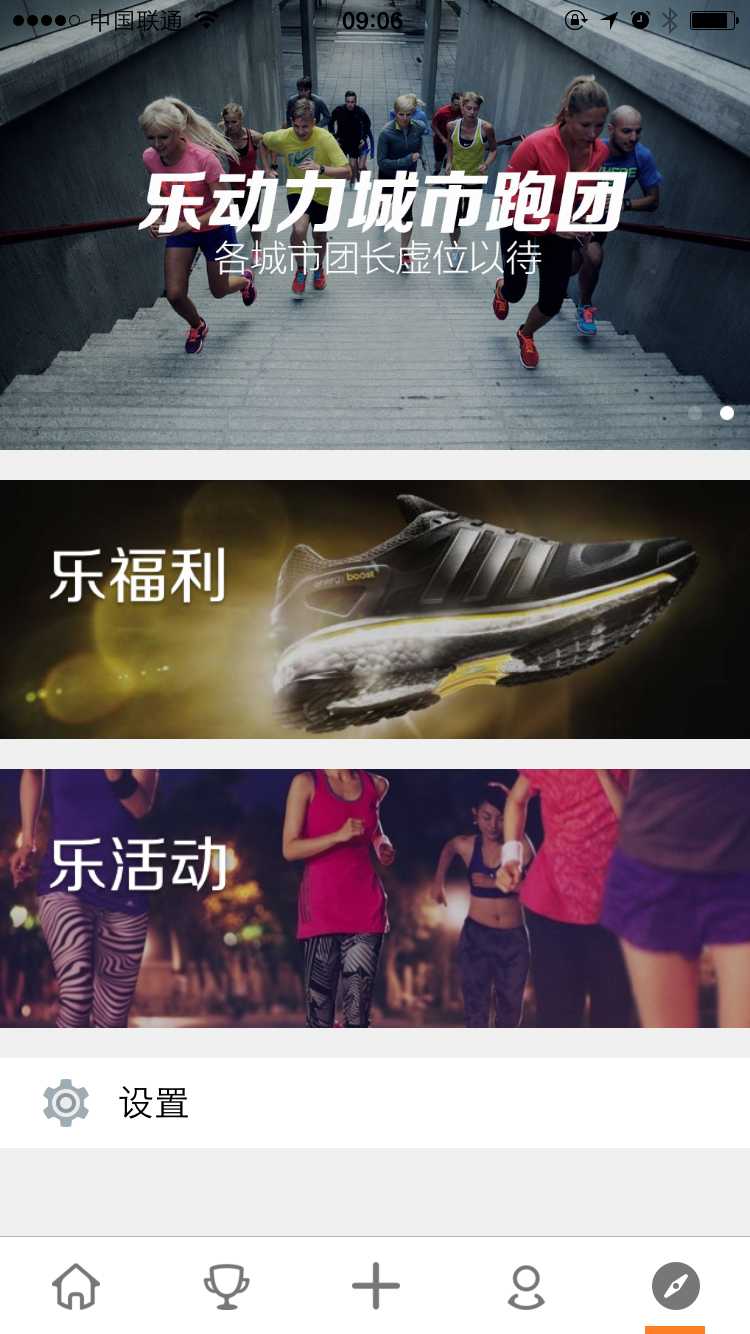 中国联通
09:06
乐动力城市跑团
各城市团长虚位以待
乐福利
energy boost
乐活动
设置